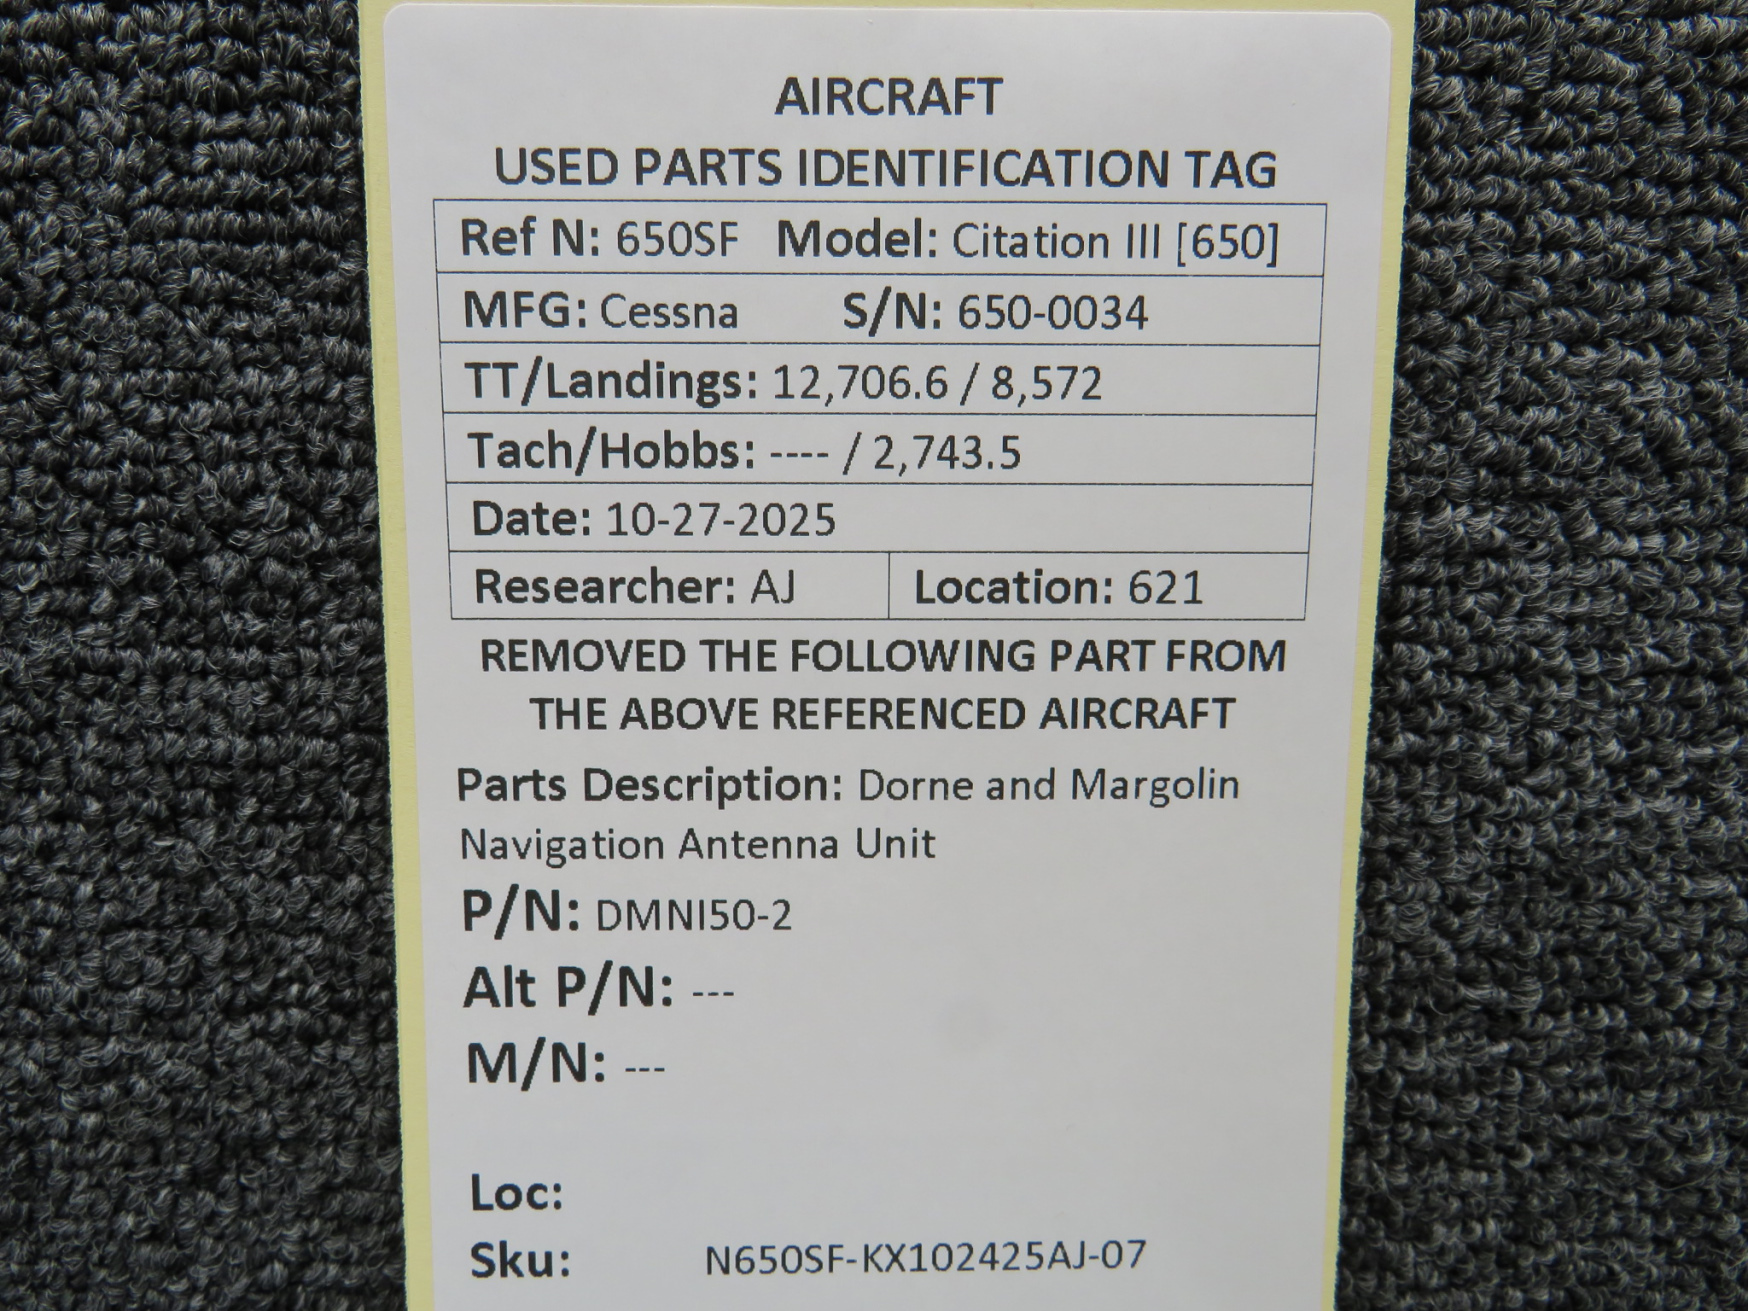 AIRCRAFT
USED PARTS IDENTIFICATION TAG
Ref N: 650SF Model: Citation III [650]
MFG: Cessna S/N: 650-0034
TT/Landings: 12,706.6 / 8,572
Tach/Hobbs: ---- / 2,743.5
Date: 10-27-2025
Researcher: AJ Location: 621
REMOVED THE FOLLOWING PART FROM
THE ABOVE REFERENCED AIRCRAFT
Parts Description: Dorne and Margolin
Navigation Antenna Unit
P/N: DMNI50-2
Alt P/N: ---
M/N: ---
Loc:
Sku: N650SF-KX102425AJ-07